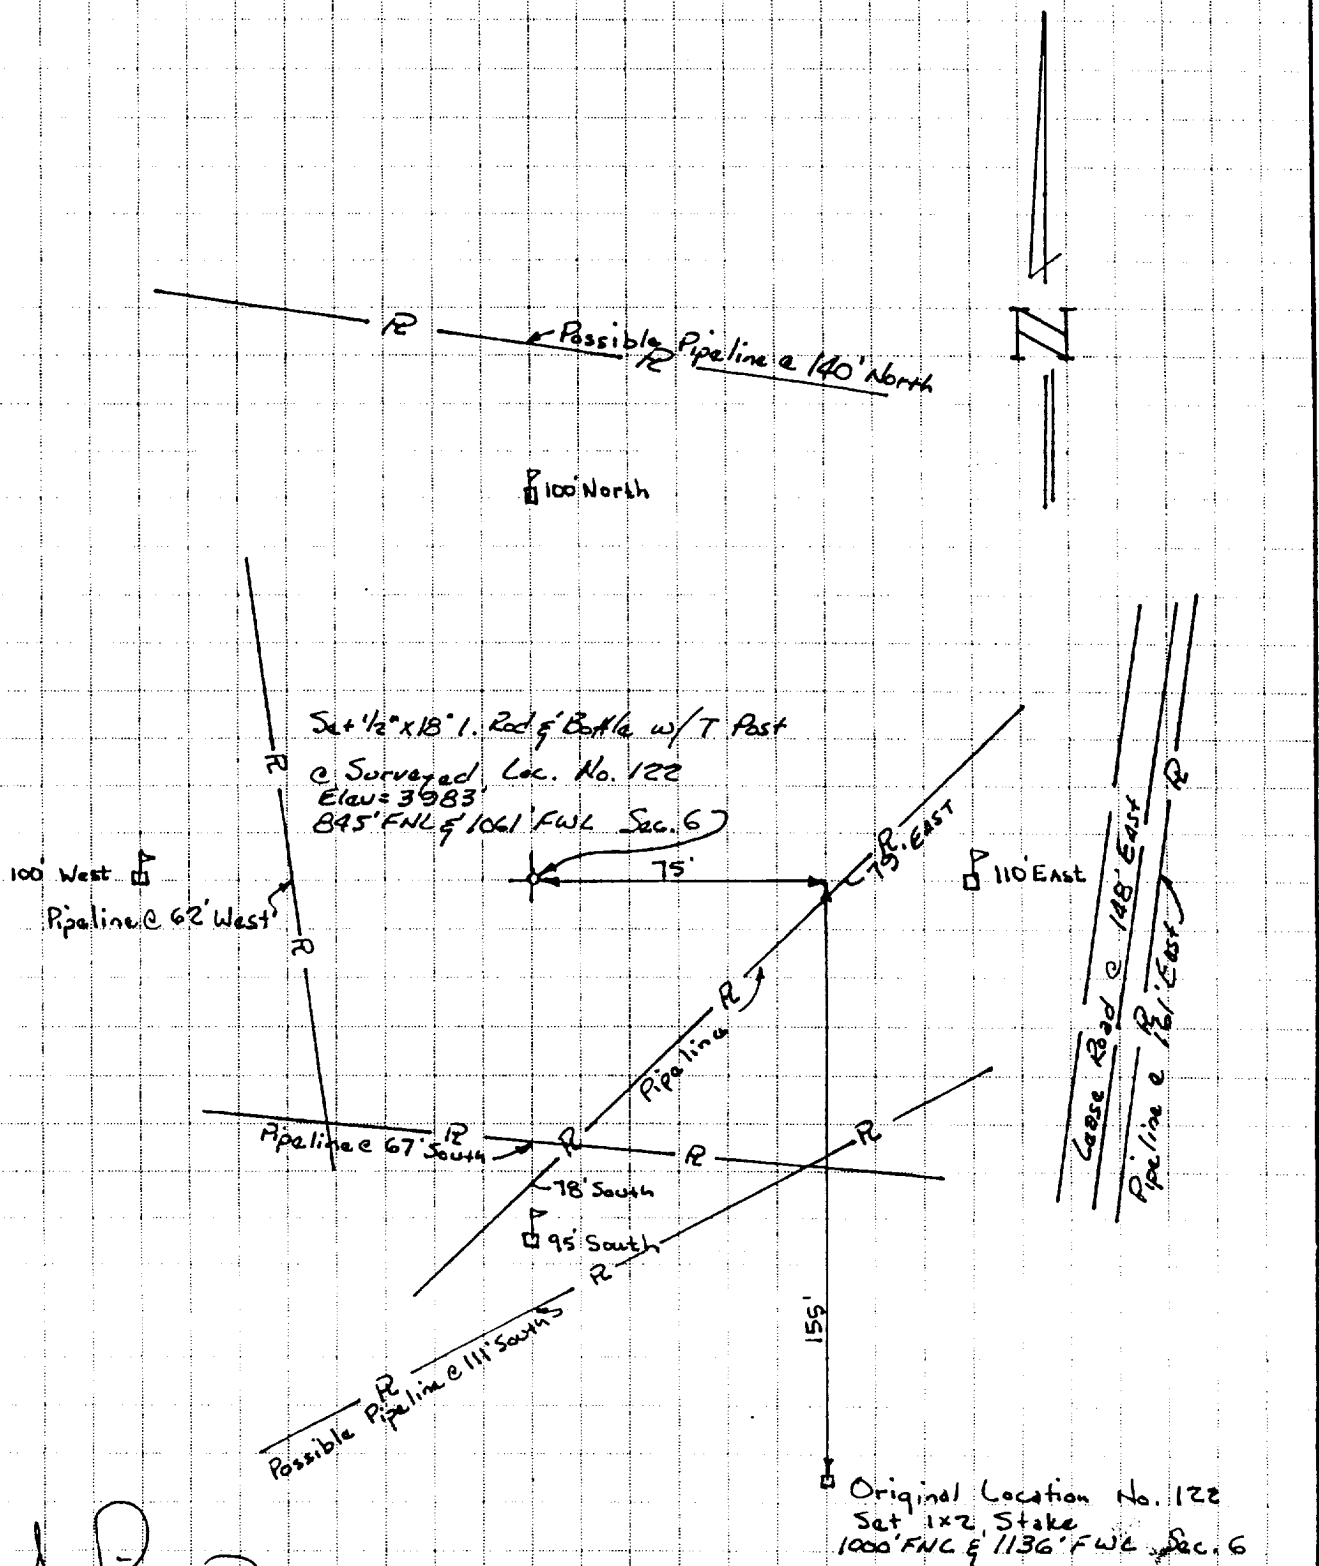 N
Possible Pipeline @ 140' North
100' North
Set 1/2" x 18" I. Rod & Bottle w/ T Post
@ Surveyed Loc. No. 122
Elev = 3983'
845' FNL & 1061' FWL Sec. 6
100' West
Pipeline @ 62' West
75'
79' EAST
110' East
Lease Road @ 148' East
Pipeline @ 161' East
Pipeline
Pipeline @ 67' South
78' South
95' South
Possible Pipeline @ 111' South
155'
Original Location No. 122
Set 1x2 Stake
1000' FNL & 1136' FWL Sec. 6